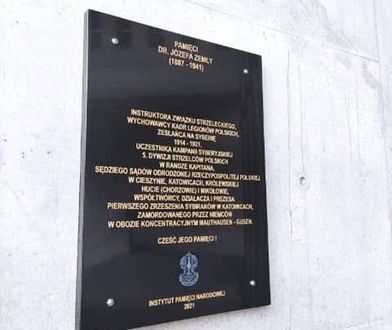 PAMIĘCI
DR. JÓZEFA ZEMŁY
(1887 - 1941)
INSTRUKTORA ZWIĄZKU STRZELECKIEGO,
WYCHOWAWCY KADR LEGIONÓW POLSKICH,
ZESŁAŃCA NA SYBERIĘ
1914 - 1921,
UCZESTNIKA KAMPANII SYBERYJSKIEJ
5. DYWIZJI STRZELCÓW POLSKICH
W RANDZE KAPITANA,
SĘDZIEGO SĄDÓW ODRODZONEJ RZECZYPOSPOLITEJ POLSKIEJ
W CIESZYNIE, KATOWICACH, KRÓLEWSKIEJ
HUCIE (CHORZOWIE) I MIKOŁOWIE,
WSPÓŁTWÓRCY, DZIAŁACZA I PREZESA
PIERWSZEGO ZRZESZENIA SYBIRAKÓW W KATOWICACH,
ZAMORDOWANEGO PRZEZ NIEMCÓW
W OBOZIE KONCENTRACYJNYM MAUTHAUSEN - GUSEN.
CZEŚĆ JEGO PAMIĘCI !
INSTYTUT PAMIĘCI NARODOWEJ
2021